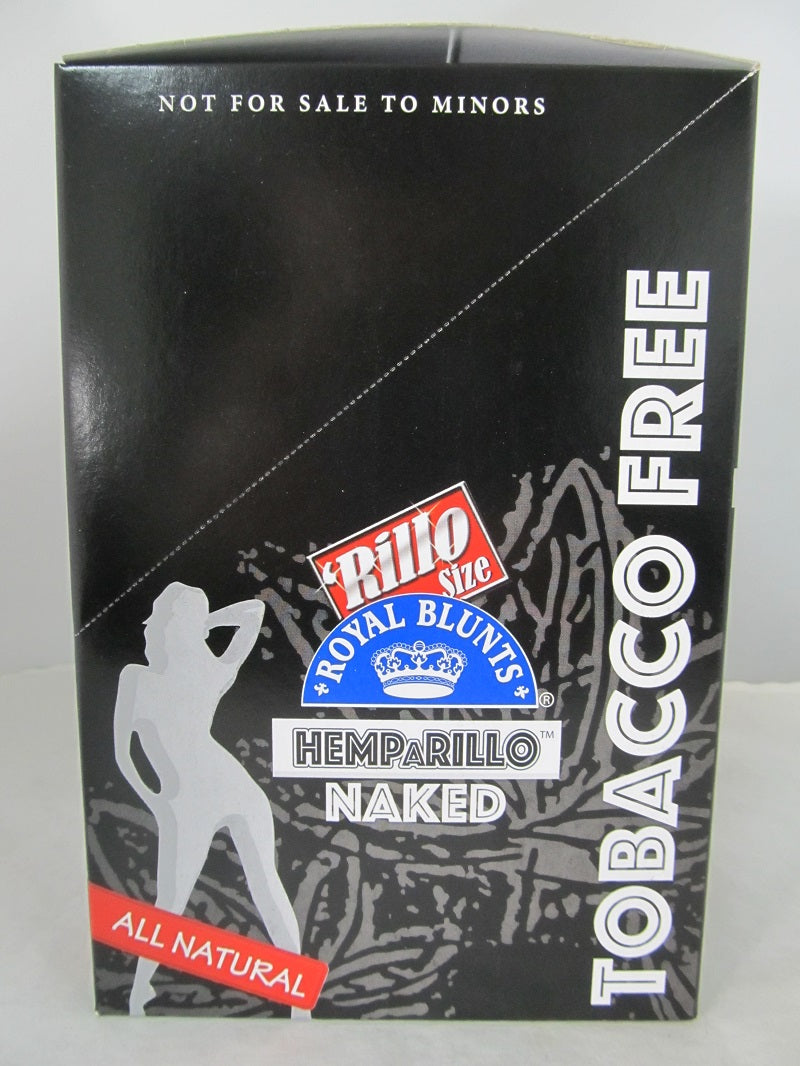 NOT FOR SALE TO MINORS
TOBACCO FREE
'Rillo
Size
ROYAL BLUNTS
®
HEMPARILLO™
NAKED
ALL NATURAL